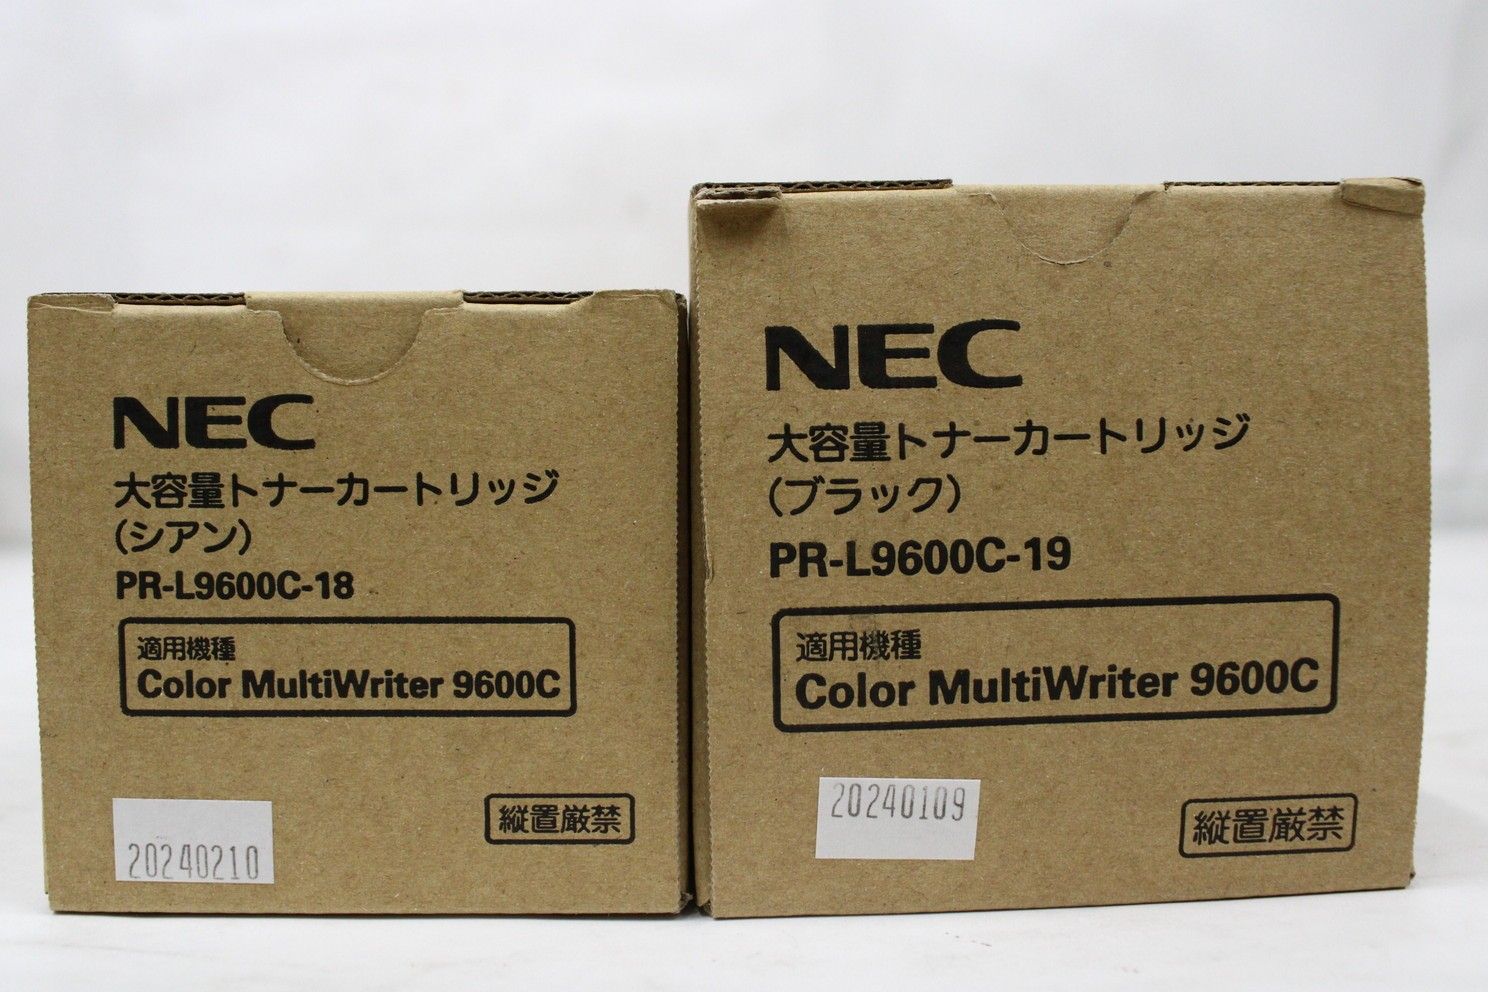 NEC
大容量トナーカートリッジ
(シアン)
PR-L9600C-18
適用機種
Color MultiWriter 9600C
縦置厳禁
20240210
NEC
大容量トナーカートリッジ
(ブラック)
PR-L9600C-19
適用機種
Color MultiWriter 9600C
20240109
縦置厳禁